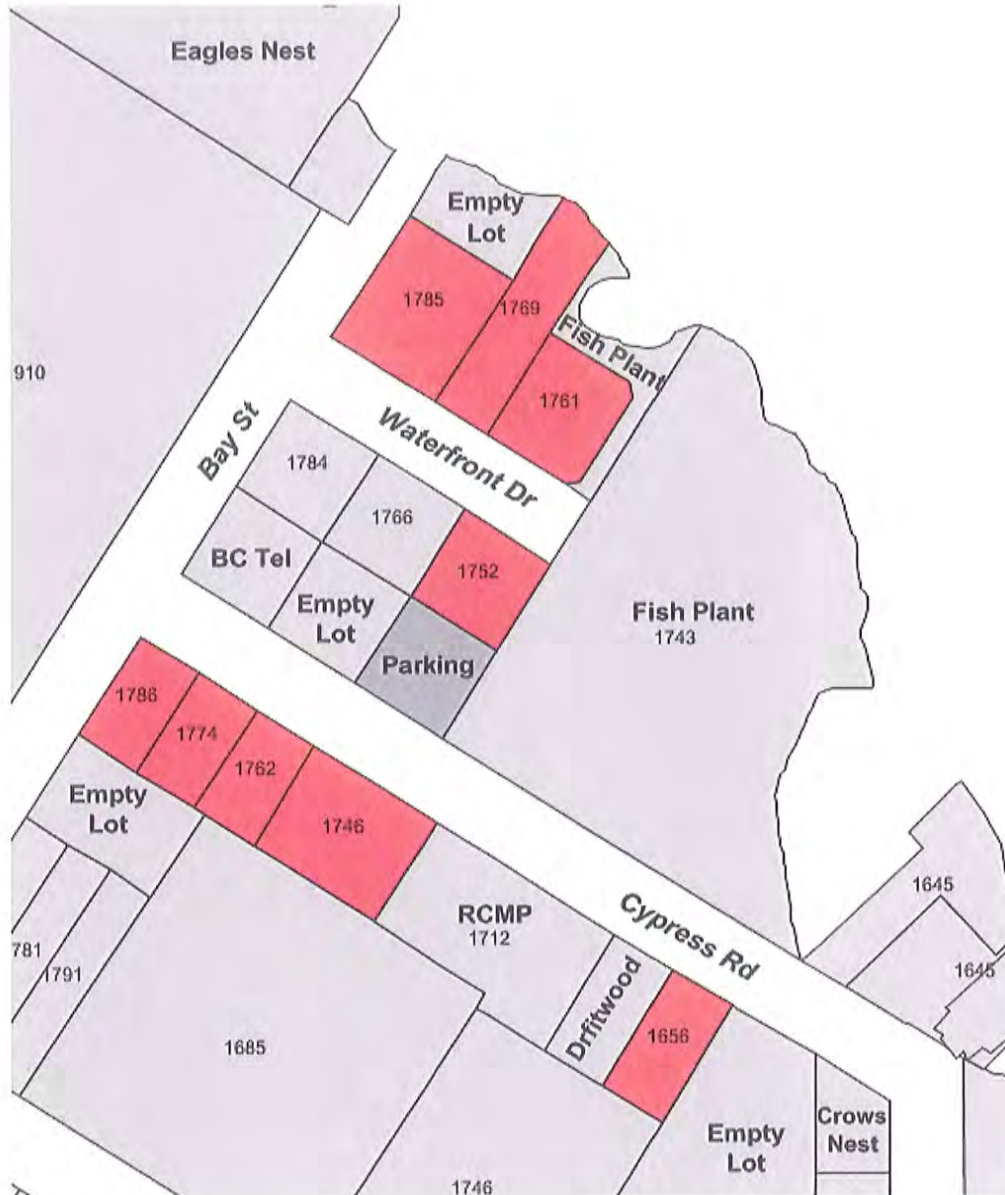 Eagles Nest
Empty
Lot
1785
1769
Fish Plant
910
1761
Bay St
Waterfront Dr
1784
1766
BC Tel
1752
Empty
Lot
Fish Plant
1743
Parking
1786
1774
1762
Empty
Lot
1746
1645
RCMP
1712
Cypress Rd
781
1791
Drfitwood
1645
1656
1685
Crows
Nest
Empty
Lot
1746